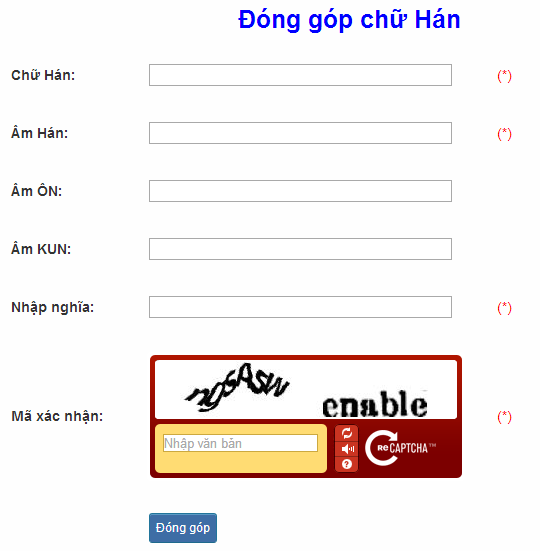 Đóng góp chữ Hán
Chữ Hán: (*)
Âm Hán: (*)
Âm ÔN:
Âm KUN:
Nhập nghĩa: (*)
enable
Mã xác nhận: (*)
Nhập văn bản
ReCAPTCHA™
Đóng góp